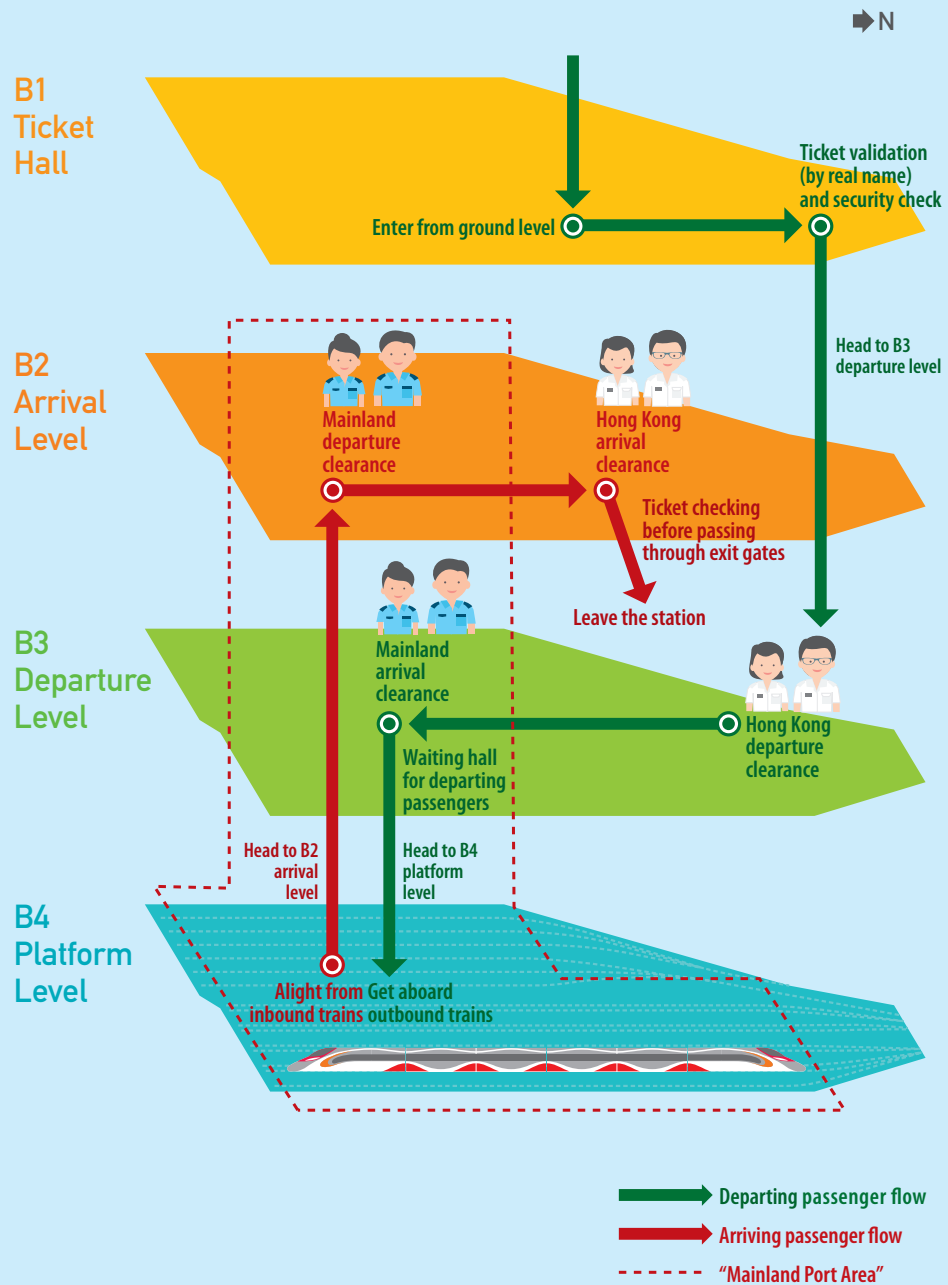 N
B1
Ticket
Hall
Ticket validation
(by real name)
and security check
Enter from ground level
B2
Arrival
Level
Head to B3
departure level
Mainland
departure
clearance
Hong Kong
arrival
clearance
Ticket checking
before passing
through exit gates
Leave the station
B3
Departure
Level
Mainland
arrival
clearance
Hong Kong
departure
clearance
Waiting hall
for departing
passengers
Head to B2
arrival
level
Head to B4
platform
level
B4
Platform
Level
Alight from
inbound trains
Get aboard
outbound trains
Departing passenger flow
Arriving passenger flow
“Mainland Port Area”